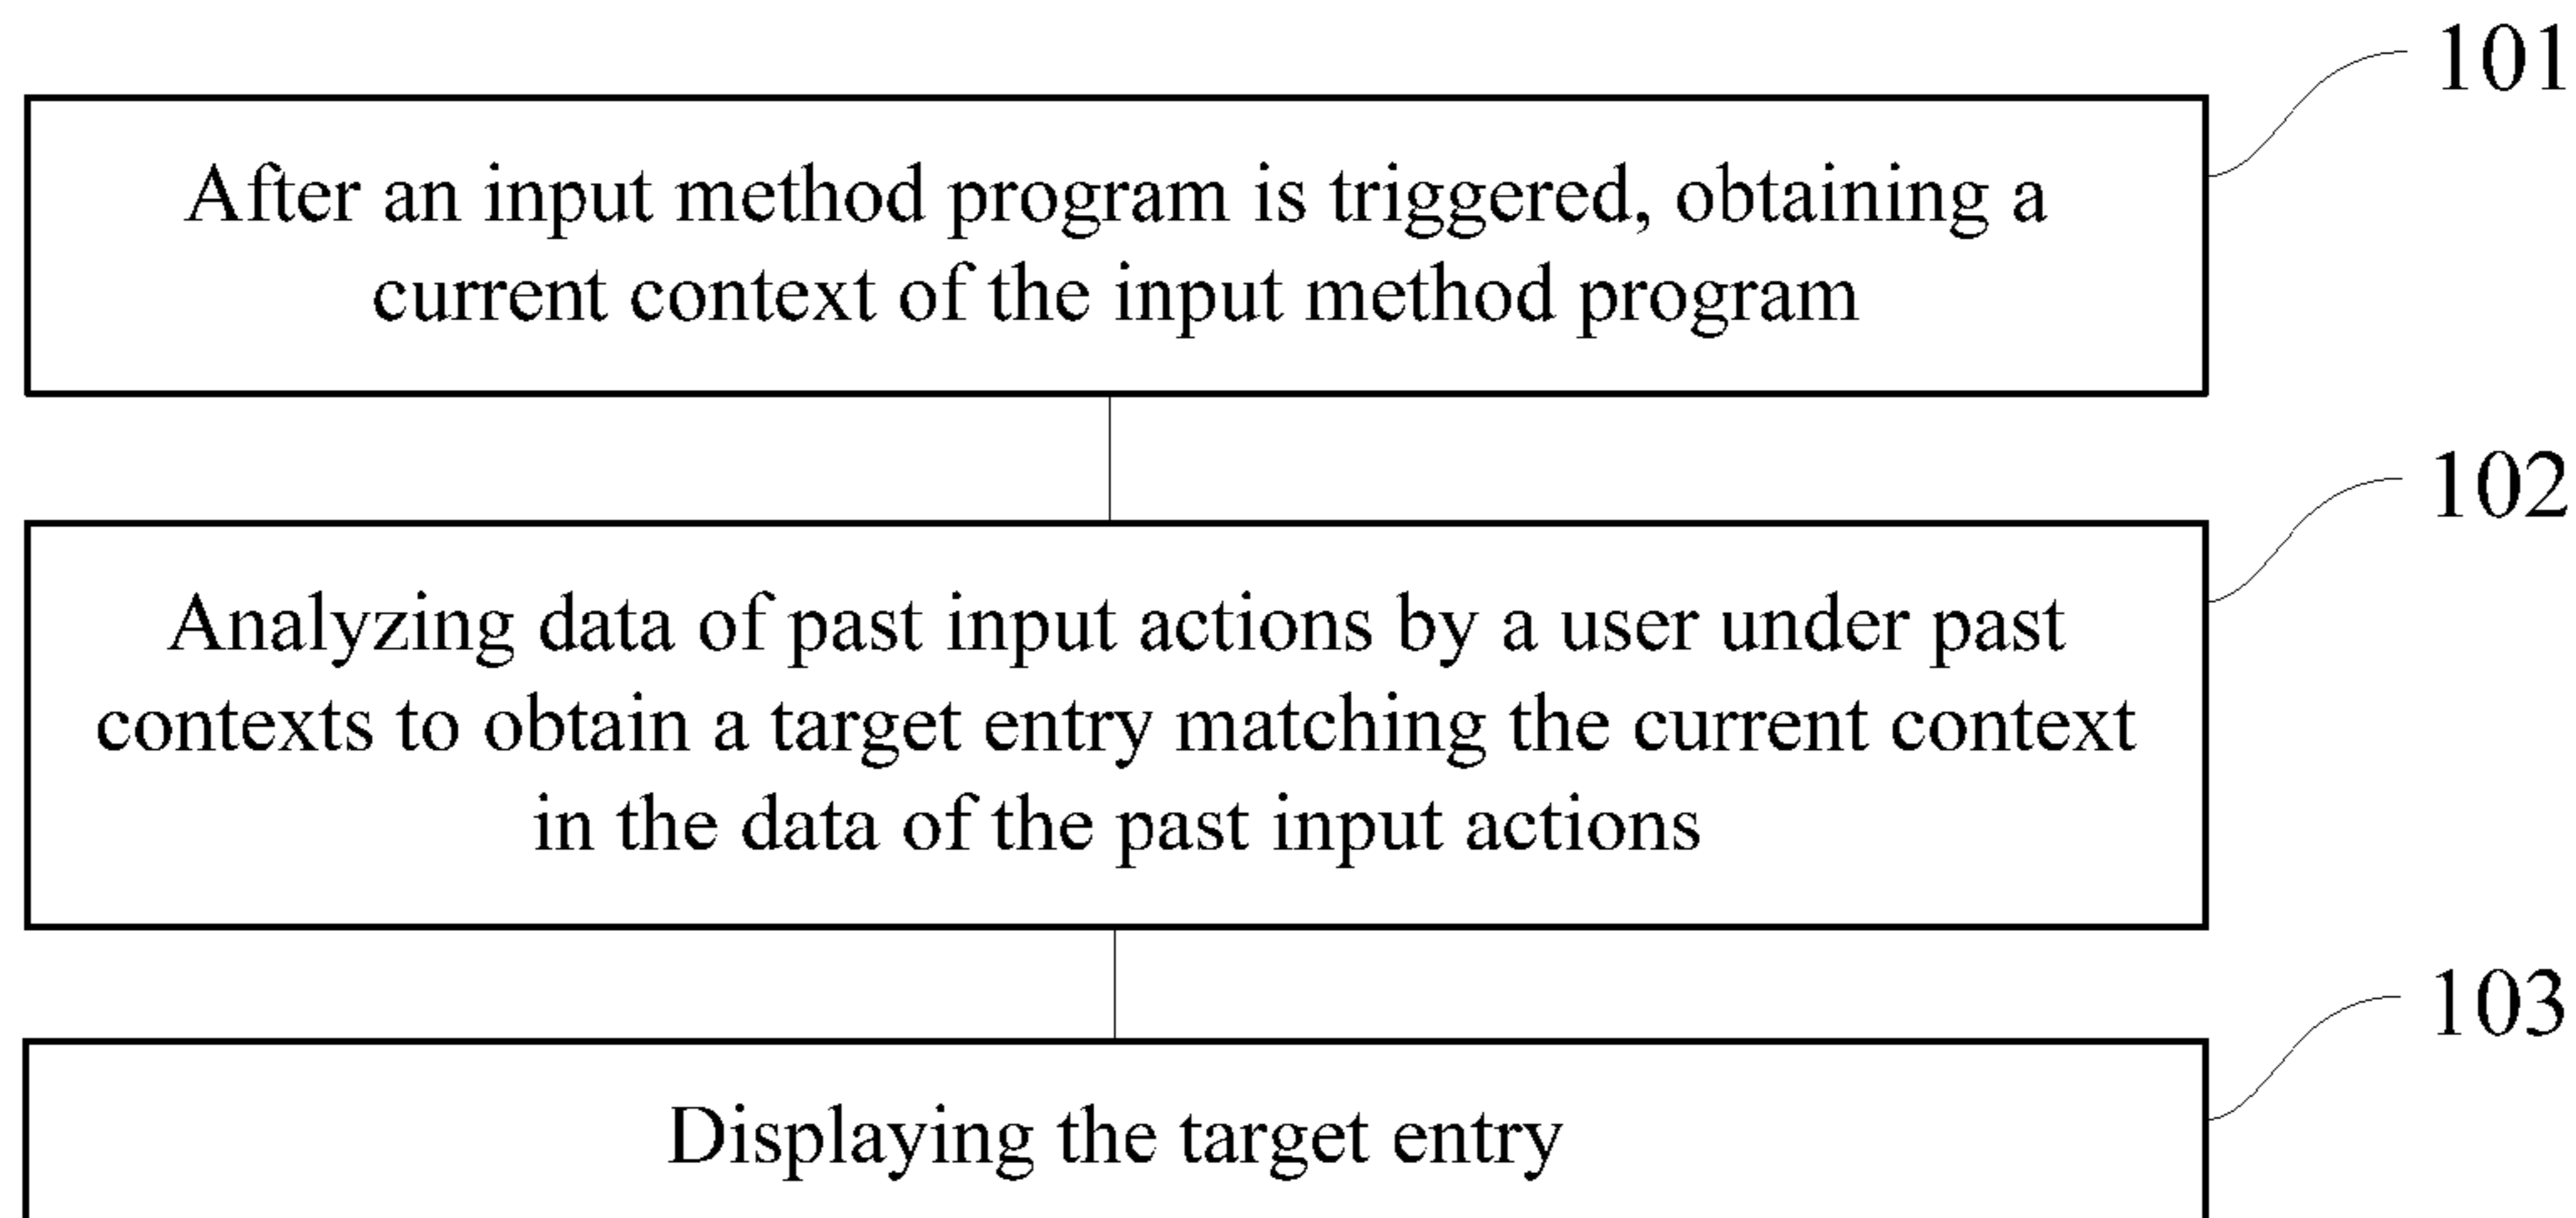 101
After an input method program is triggered, obtaining a
current context of the input method program
102
Analyzing data of past input actions by a user under past
contexts to obtain a target entry matching the current context
in the data of the past input actions
103
Displaying the target entry